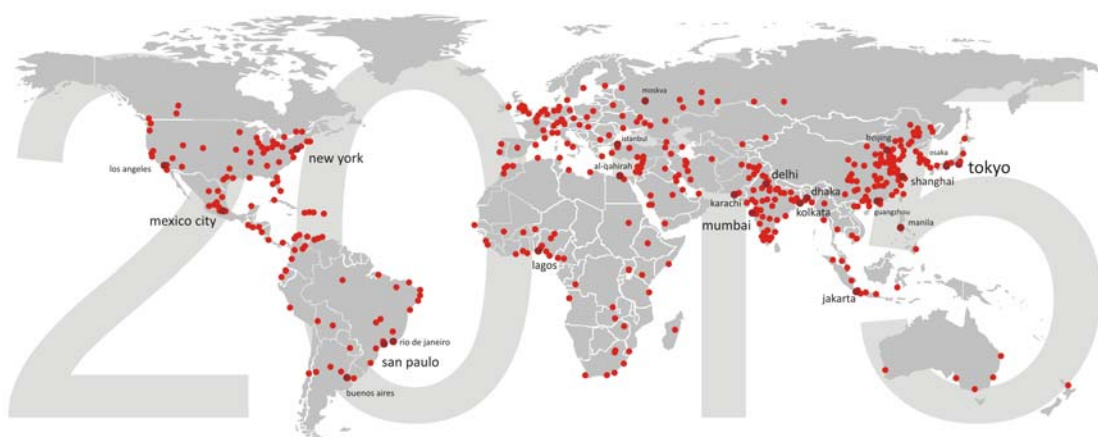 2015
moskva
new york
los angeles
istanbul
al-qahirah
beijing
osaka
tokyo
delhi
shanghai
dhaka
karachi
kolkata
guangzhou
mexico city
mumbai
manila
lagos
jakarta
rio de janeiro
san paulo
buenos aires